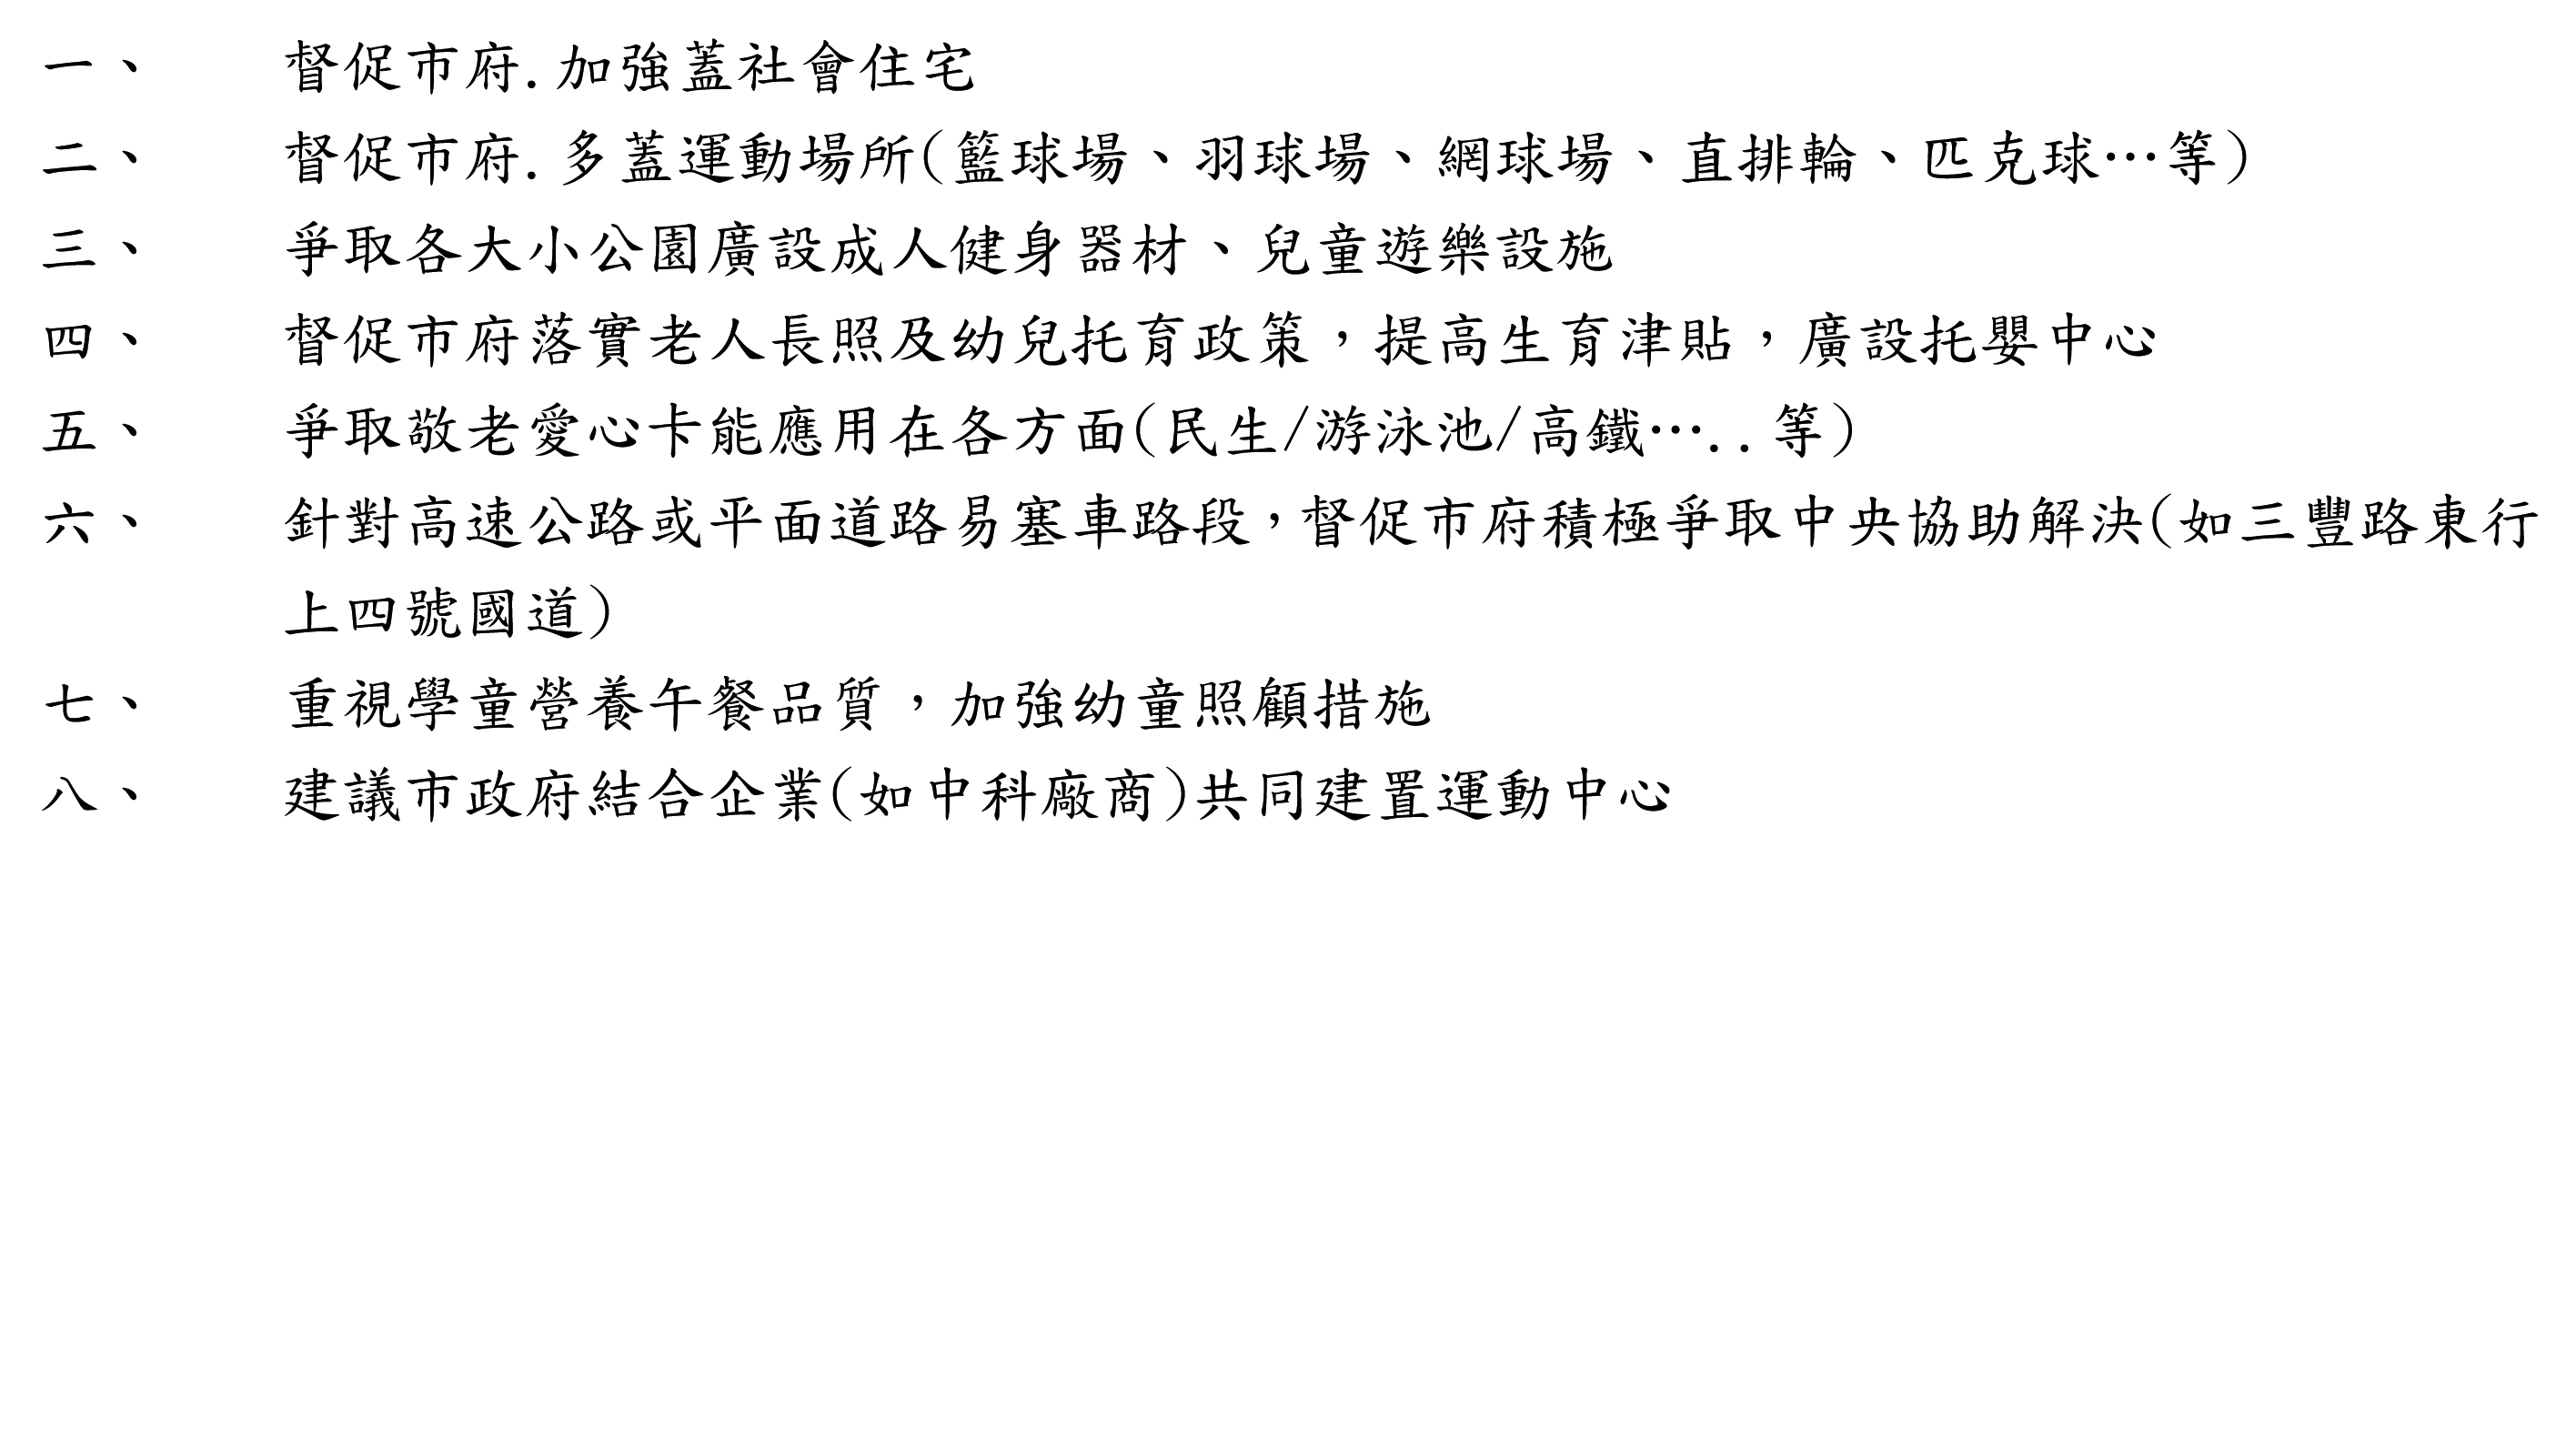 一、 督促市府.加強蓋社會住宅
二、 督促市府.多蓋運動場所(籃球場、羽球場、網球場、直排輪、匹克球…等)
三、 爭取各大小公園廣設成人健身器材、兒童遊樂設施
四、 督促市府落實老人長照及幼兒托育政策，提高生育津貼，廣設托嬰中心
五、 爭取敬老愛心卡能應用在各方面(民生/游泳池/高鐵…..等)
六、 針對高速公路或平面道路易塞車路段，督促市府積極爭取中央協助解決(如三豐路東行
上四號國道)
七、 重視學童營養午餐品質，加強幼童照顧措施
八、 建議市政府結合企業(如中科廠商)共同建置運動中心